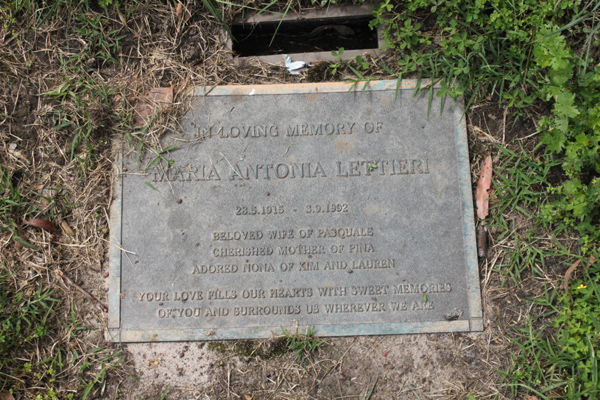 IN LOVING MEMORY OF
MARIA ANTONIA LETTIERI
28.5.1915 - 3.9.1992
BELOVED WIFE OF PASQUALE
CHERISHED MOTHER OF PINA
ADORED NONA OF KIM AND LAUREN
YOUR LOVE FILLS OUR HEARTS WITH SWEET MEMORIES
OF YOU AND SURROUNDS US WHEREVER WE ARE